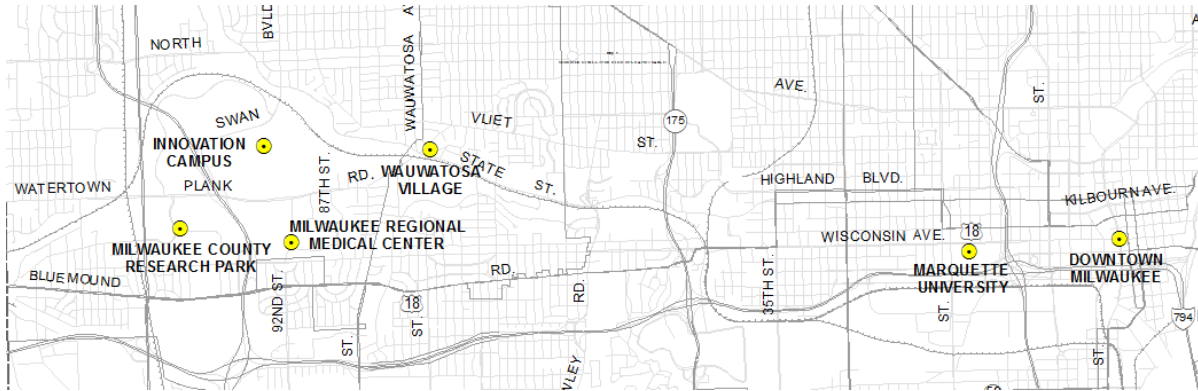 NORTH
BVLD
WAUWATOSA
SWAN
VLIET
AVE.
175
ST.
ST.
INNOVATION
CAMPUS
WAUWATOSA
VILLAGE
STATE
ST.
WATERTOWN
PLANK
RD.
87TH ST.
HIGHLAND BLVD.
KILBOURN AVE.
MILWAUKEE COUNTY
RESEARCH PARK
MILWAUKEE REGIONAL
MEDICAL CENTER
WISCONSIN AVE.
18
MARQUETTE
UNIVERSITY
DOWNTOWN
MILWAUKEE
BLUEMOUND
RD.
92ND ST.
18
ST.
ST.
RD.
35TH ST.
ST.
ST.
794